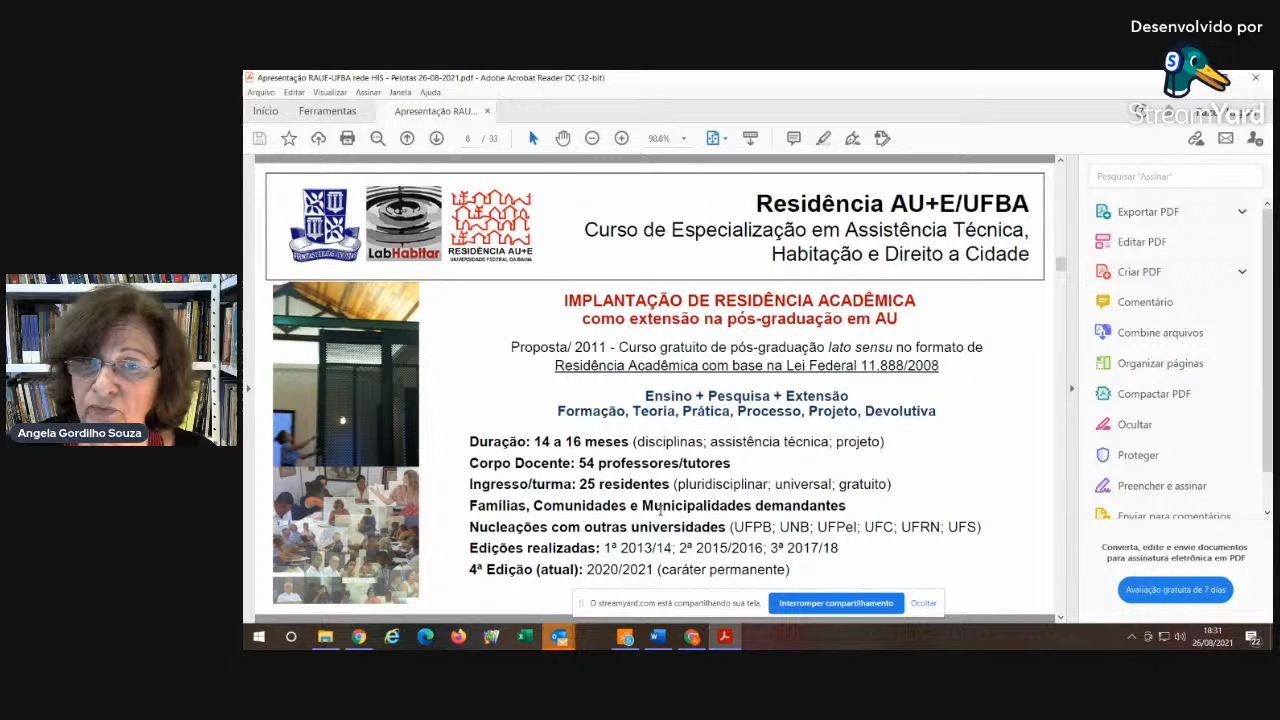 Desenvolvido por
StreamYard
Apresentação RAUE-UFBA rede HIS - Pelotas 26-08-2021.pdf - Adobe Acrobat Reader DC (32-bit)
Arquivo Editar Visualizar Assinar Janela Ajuda
Início Ferramentas Apresentação RAU... ×
8 / 33 98,8%
Pesquisar 'Assinar'
Residência AU+E/UFBA
Curso de Especialização em Assistência Técnica,
Habitação e Direito a Cidade
LabHabitar
RESIDÊNCIA AU+E
UNIVERSIDADE FEDERAL DA BAHIA
IMPLANTAÇÃO DE RESIDÊNCIA ACADÊMICA
como extensão na pós-graduação em AU
Proposta/ 2011 - Curso gratuito de pós-graduação lato sensu no formato de
Residência Acadêmica com base na Lei Federal 11.888/2008
Ensino + Pesquisa + Extensão
Formação, Teoria, Prática, Processo, Projeto, Devolutiva
Duração: 14 a 16 meses (disciplinas; assistência técnica; projeto)
Corpo Docente: 54 professores/tutores
Ingresso/turma: 25 residentes (pluridisciplinar; universal; gratuito)
Famílias, Comunidades e Municipalidades demandantes
Nucleações com outras universidades (UFPB; UNB; UFPel; UFC; UFRN; UFS)
Edições realizadas: 1ª 2013/14; 2ª 2015/2016; 3ª 2017/18
4ª Edição (atual): 2020/2021 (caráter permanente)
Exportar PDF
Editar PDF
Criar PDF
Comentário
Combine arquivos
Organizar páginas
Compactar PDF
Ocultar
Proteger
Preencher e assinar
Enviar para comentários
Converta, edite e envie documentos
para assinatura eletrônica em PDF
Avaliação gratuita de 7 dias
Angela Gordilho Souza
O streamyard.com está compartilhando sua tela. Interromper compartilhamento Ocultar
18:31
26/08/2021
22